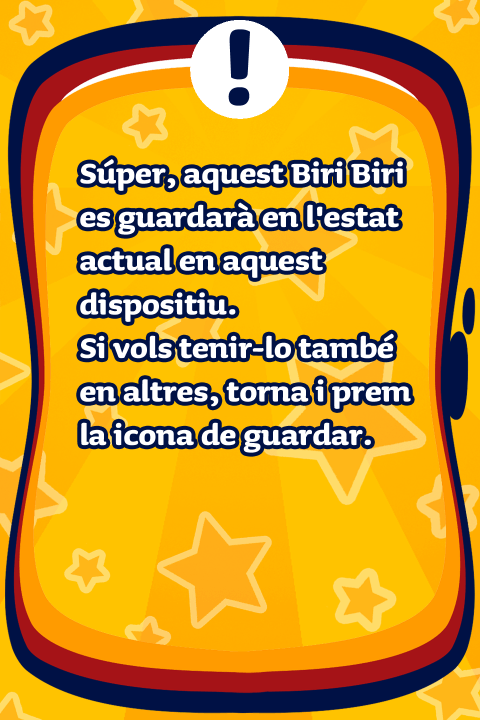 !
Súper, aquest Biri Biri
es guardarà en l'estat
actual en aquest
dispositiu.
Si vols tenir-lo també
en altres, torna i prem
la icona de guardar.